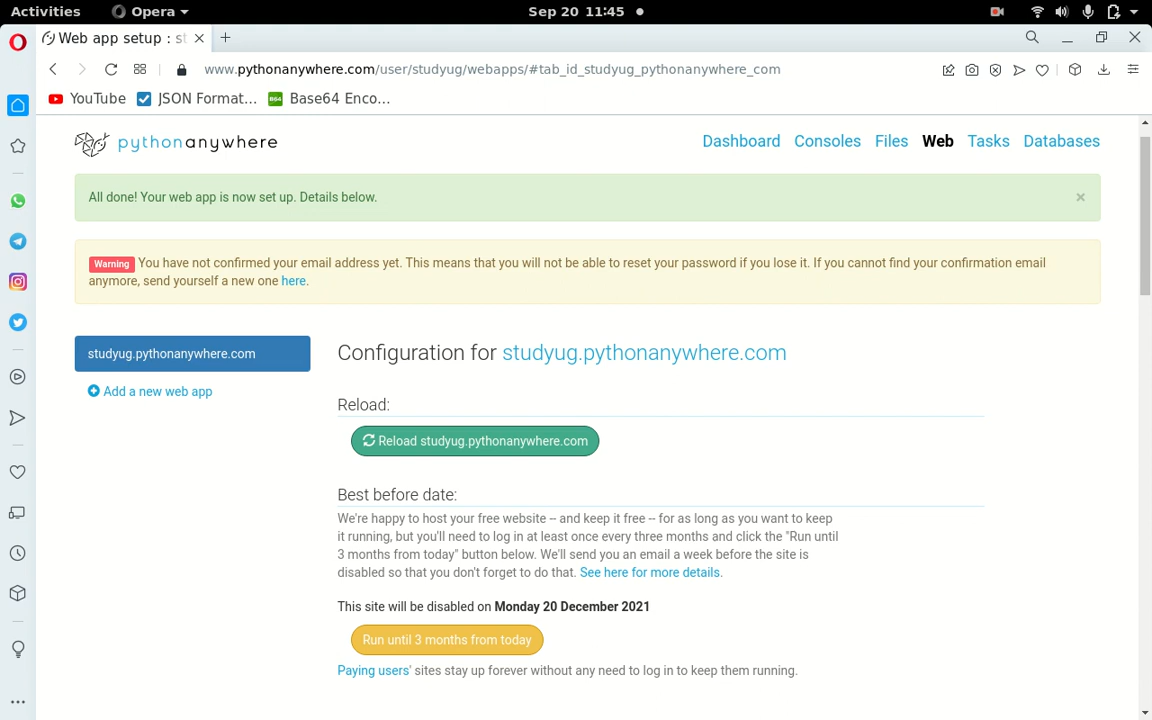 Activities
Opera
Sep 20 11:45
Web app setup : st
www.pythonanywhere.com/user/studyug/webapps/#tab_id_studyug_pythonanywhere_com
YouTube
JSON Format...
B64
Base64 Enco...
pythonanywhere
Dashboard
Consoles
Files
Web
Tasks
Databases
All done! Your web app is now set up. Details below.
Warning You have not confirmed your email address yet. This means that you will not be able to reset your password if you lose it. If you cannot find your confirmation email
anymore, send yourself a new one here.
studyug.pythonanywhere.com
Add a new web app
Configuration for studyug.pythonanywhere.com
Reload:
Reload studyug.pythonanywhere.com
Best before date:
We're happy to host your free website -- and keep it free -- for as long as you want to keep
it running, but you'll need to log in at least once every three months and click the "Run until
3 months from today" button below. We'll send you an email a week before the site is
disabled so that you don't forget to do that. See here for more details.
This site will be disabled on Monday 20 December 2021
Run until 3 months from today
Paying users' sites stay up forever without any need to log in to keep them running.